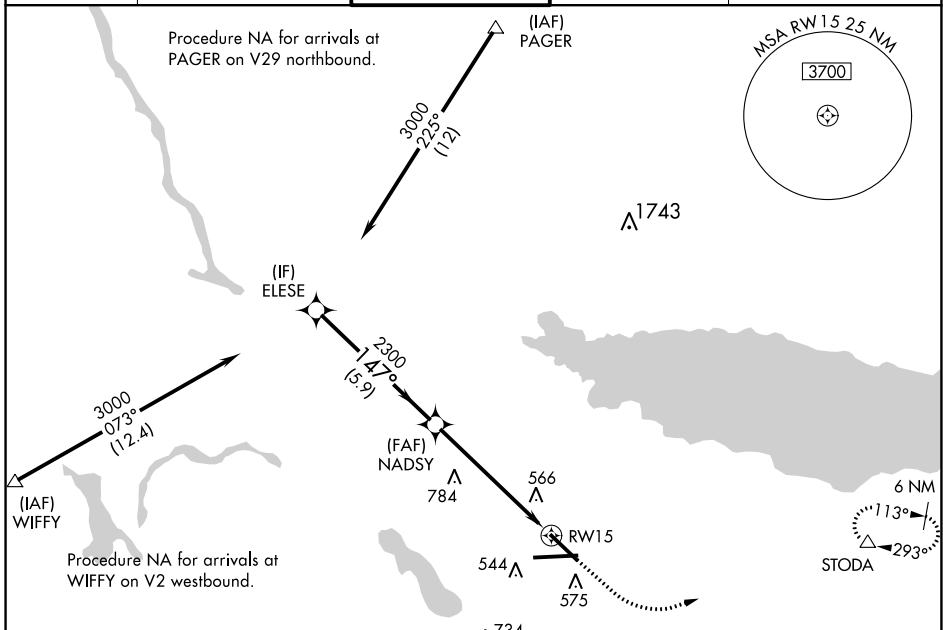 Procedure NA for arrivals at
PAGER on V29 northbound.
(IAF)
PAGER
MSA RW15 25 NM
3700
3000
225°
(12)
1743
(IF)
ELESE
2300
147°
(5.9)
3000
073°
(12.4)
(FAF)
NADSY
(IAF)
WIFFY
784
566
6 NM
113°
293°
STODA
RW15
544
575
Procedure NA for arrivals at
WIFFY on V2 westbound.
734